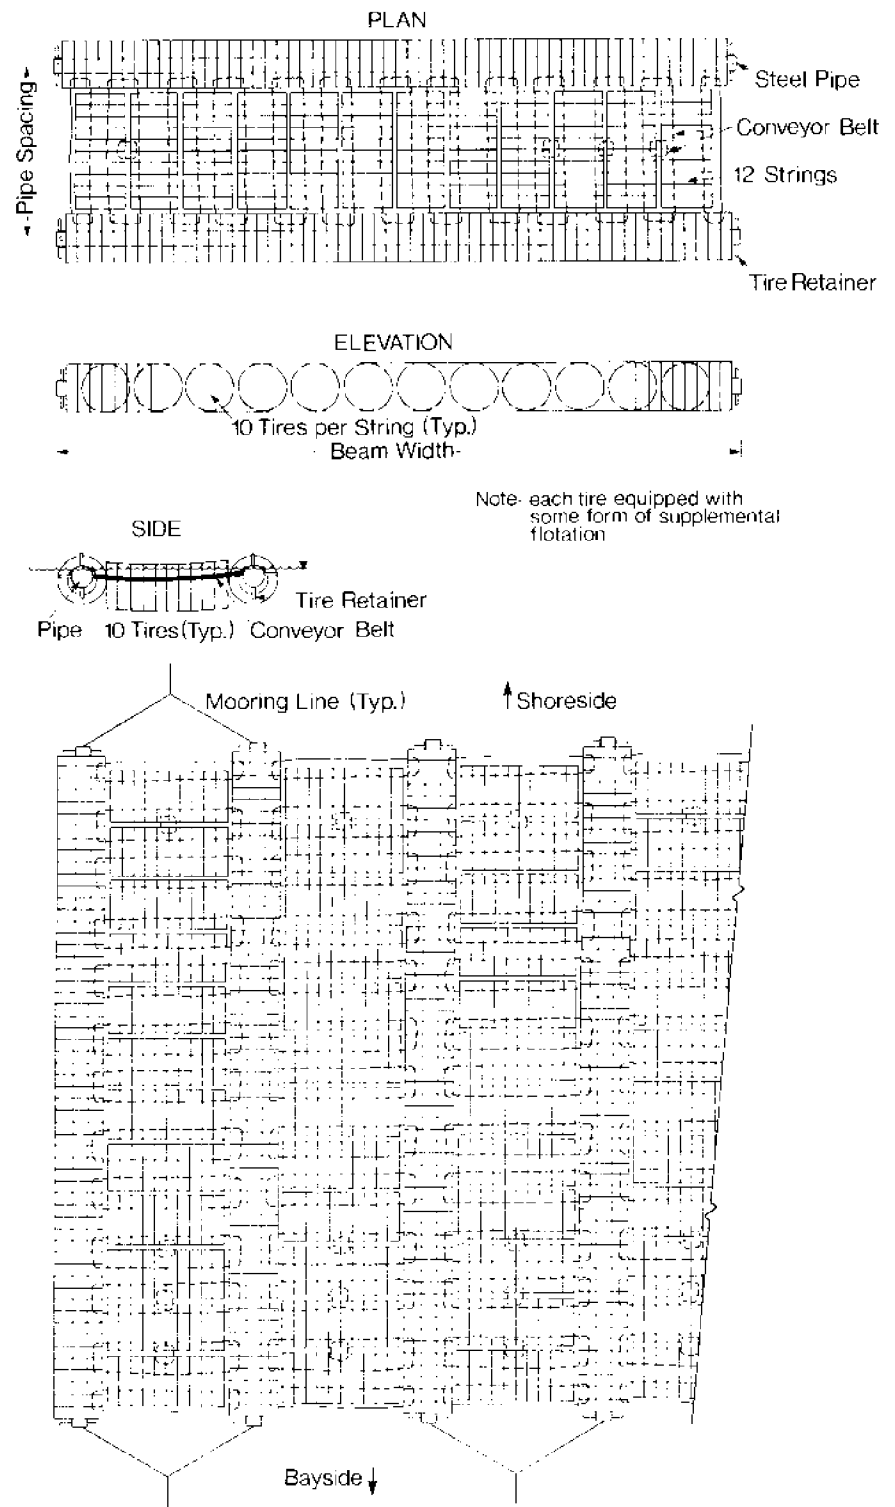 PLAN
Pipe Spacing
Steel Pipe
Conveyor Belt
12 Strings
Tire Retainer
ELEVATION
10 Tires per String (Typ.)
Beam Width
Note- each tire equipped with
some form of supplemental
flotation
SIDE
Tire Retainer
Pipe 10 Tires (Typ.) Conveyor Belt
Mooring Line (Typ.)
Shoreside
Bayside